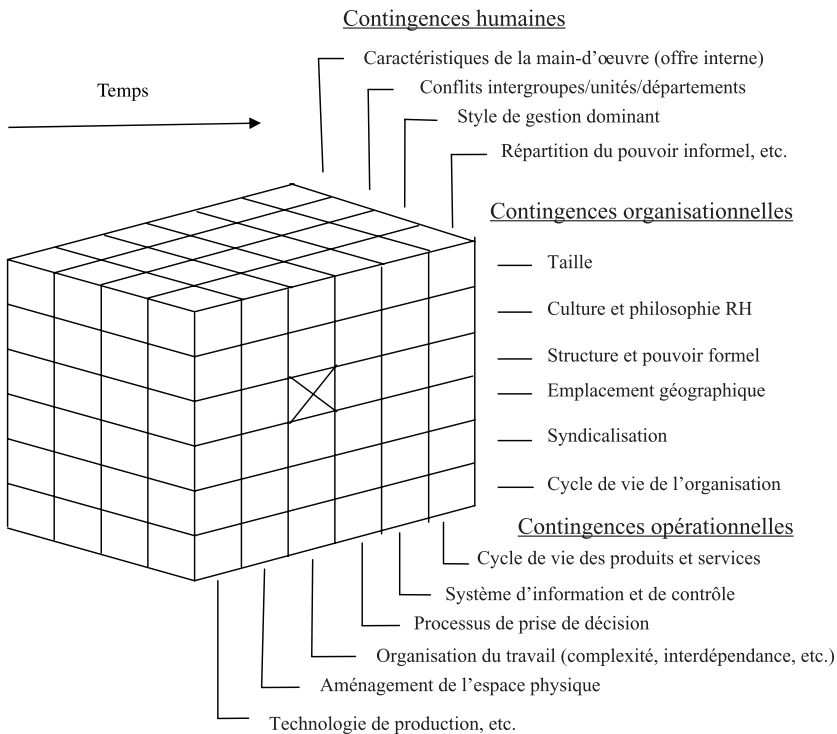 Contingences humaines
Caractéristiques de la main-d’œuvre (offre interne)
Temps
Conflits intergroupes/unités/départements
Style de gestion dominant
Répartition du pouvoir informel, etc.
Contingences organisationnelles
Taille
Culture et philosophie RH
Structure et pouvoir formel
Emplacement géographique
Syndicalisation
Cycle de vie de l’organisation
Contingences opérationnelles
Cycle de vie des produits et services
Système d’information et de contrôle
Processus de prise de décision
Organisation du travail (complexité, interdépendance, etc.)
Aménagement de l’espace physique
Technologie de production, etc.